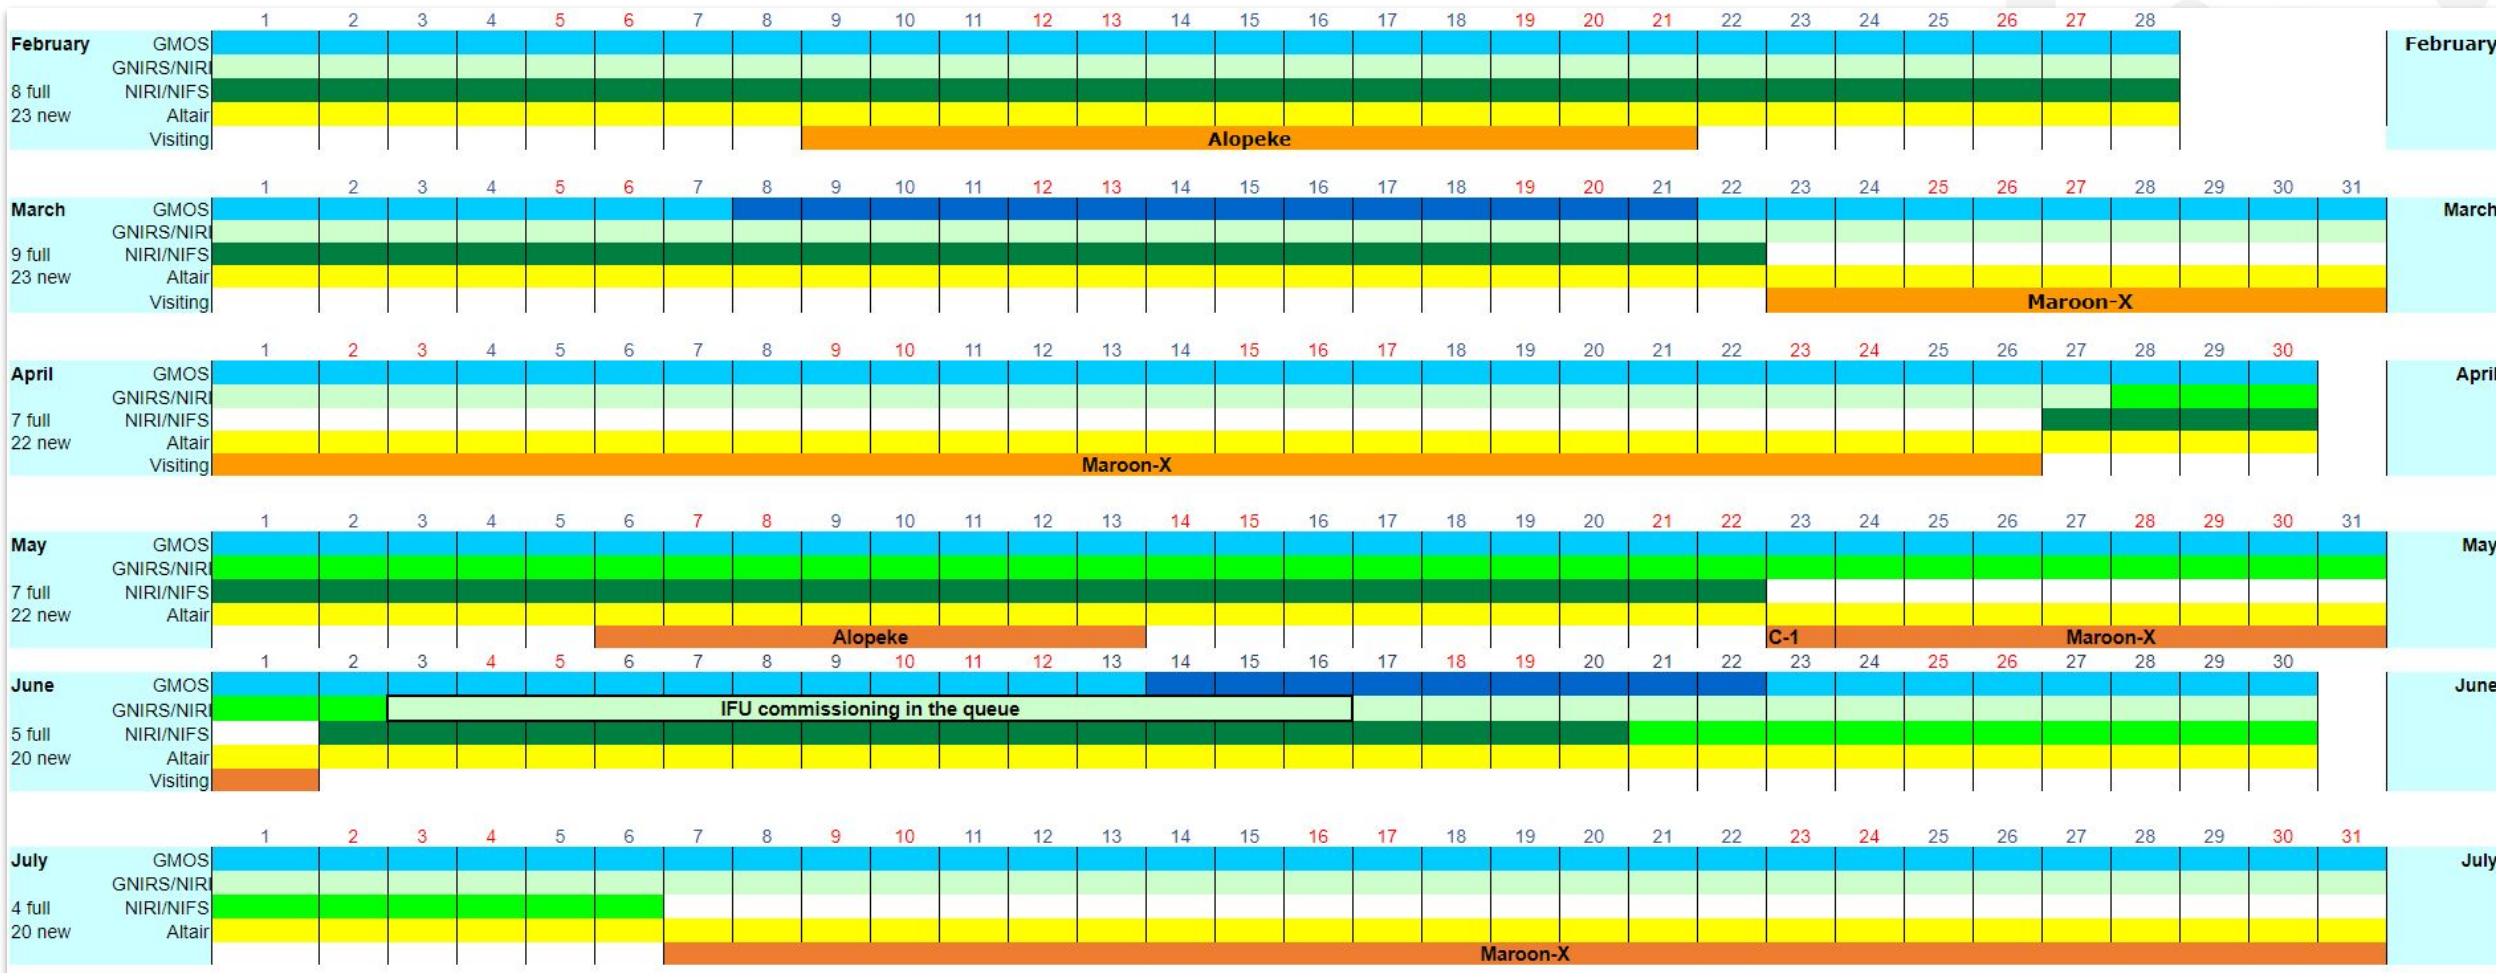 1 2 3 4 5 6 7 8 9 10 11 12 13 14 15 16 17 18 19 20 21 22 23 24 25 26 27 28
February GMOS February
GNIRS/NIRI
8 full NIRI/NIFS
23 new Altair
Visiting Alopeke
1 2 3 4 5 6 7 8 9 10 11 12 13 14 15 16 17 18 19 20 21 22 23 24 25 26 27 28 29 30 31
March GMOS March
GNIRS/NIRI
9 full NIRI/NIFS
23 new Altair
Visiting Maroon-X
1 2 3 4 5 6 7 8 9 10 11 12 13 14 15 16 17 18 19 20 21 22 23 24 25 26 27 28 29 30
April GMOS April
GNIRS/NIRI
7 full NIRI/NIFS
22 new Altair
Visiting Maroon-X
1 2 3 4 5 6 7 8 9 10 11 12 13 14 15 16 17 18 19 20 21 22 23 24 25 26 27 28 29 30 31
May GMOS May
GNIRS/NIRI
7 full NIRI/NIFS
22 new Altair
Alopeke C-1 Maroon-X
1 2 3 4 5 6 7 8 9 10 11 12 13 14 15 16 17 18 19 20 21 22 23 24 25 26 27 28 29 30
June GMOS June
GNIRS/NIRI IFU commissioning in the queue
5 full NIRI/NIFS
20 new Altair
Visiting
1 2 3 4 5 6 7 8 9 10 11 12 13 14 15 16 17 18 19 20 21 22 23 24 25 26 27 28 29 30 31
July GMOS July
GNIRS/NIRI
4 full NIRI/NIFS
20 new Altair
Maroon-X